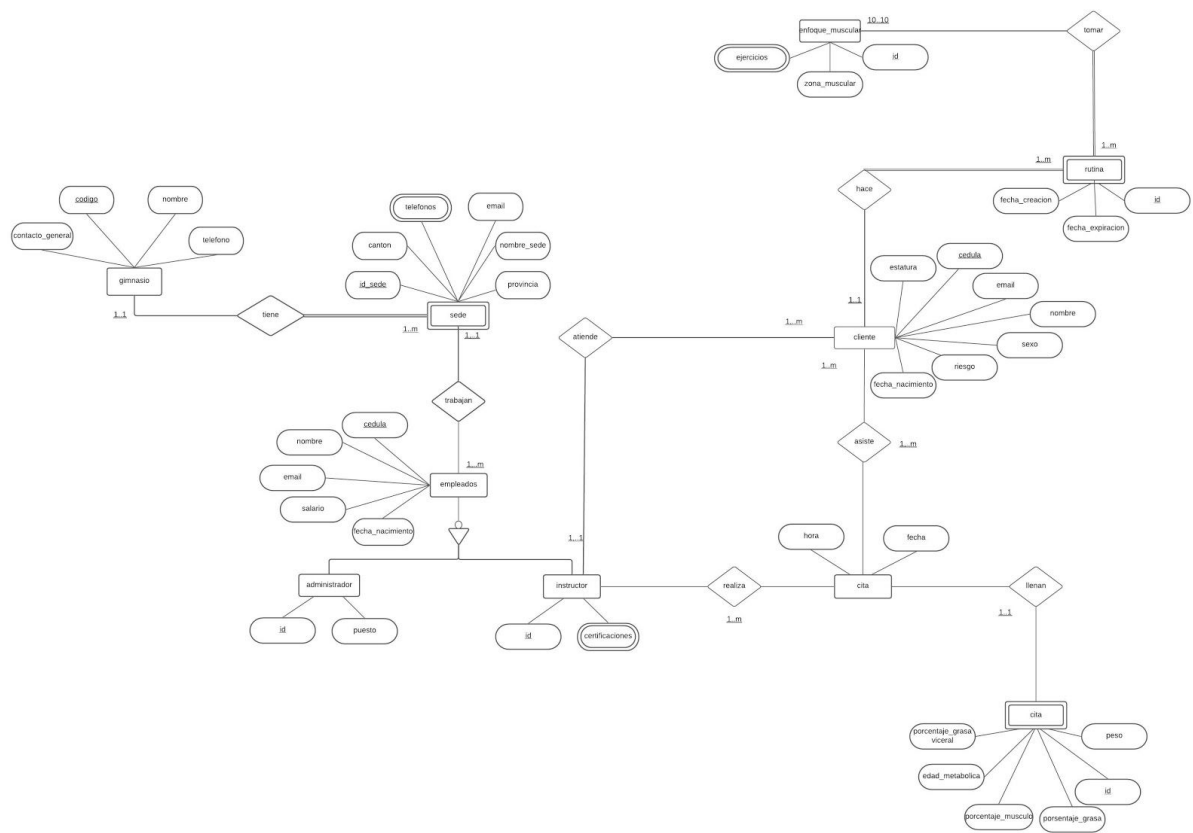 10..10
enfoque_muscular
tomar
ejercicios
id
zona_muscular
1..m
1..m
rutina
hace
fecha_creacion
id
fecha_expiracion
codigo
nombre
contacto_general
telefono
gimnasio
1..1
tiene
telefonos
email
canton
nombre_sede
id_sede
provincia
sede
1..m
1..1
estatura
cedula
email
nombre
sexo
riesgo
fecha_nacimiento
1..1
1...m
cliente
1..m
atiende
trabajan
asiste
1...m
cedula
nombre
email
salario
fecha_nacimiento
1...m
empleados
1...1
hora
fecha
administrador
instructor
realiza
cita
llenan
1..m
1..1
id
puesto
id
certificaciones
cita
porcentaje_grasa
viceral
peso
edad_metabolica
id
porcentaje_musculo
porsentaje_grasa